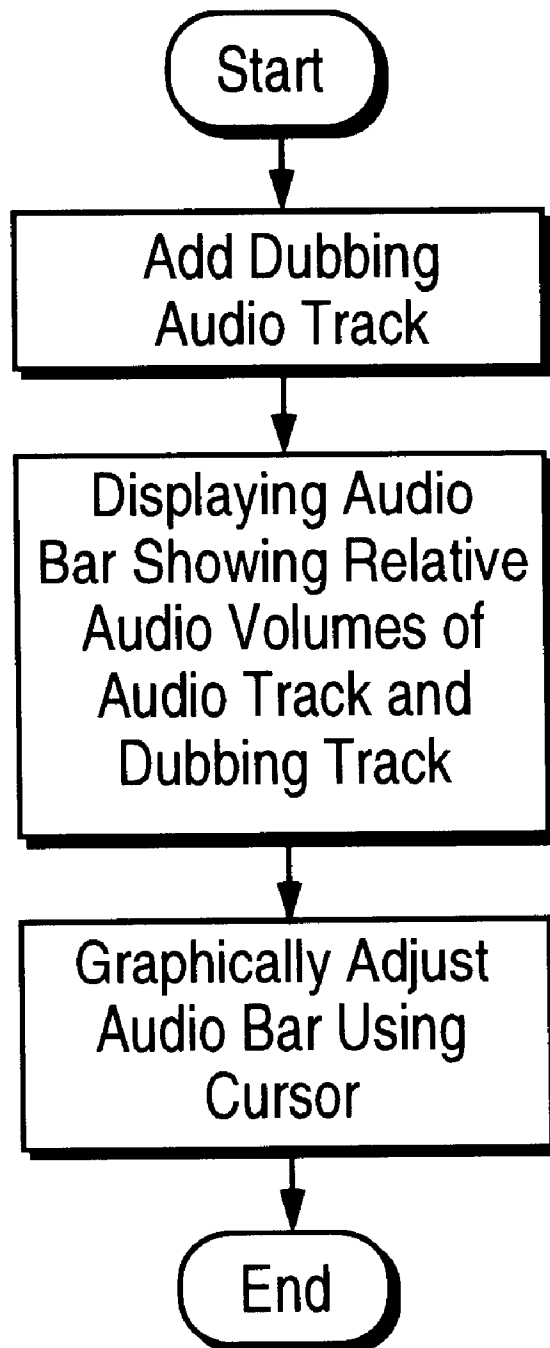 Start
Add Dubbing
Audio Track
Displaying Audio
Bar Showing Relative
Audio Volumes of
Audio Track and
Dubbing Track
Graphically Adjust
Audio Bar Using
Cursor
End